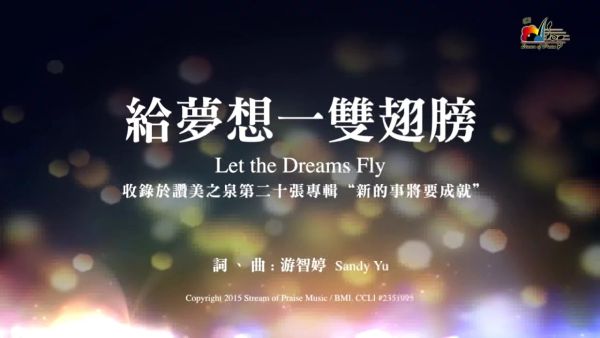 給夢想一雙翅膀
Let the Dreams Fly
收錄於讚美之泉第二十張專輯“新的事將要成就”
詞、曲：游智婷 Sandy Yu
Copyright 2015 Stream of Praise Music / BMI. CCLI #2351995